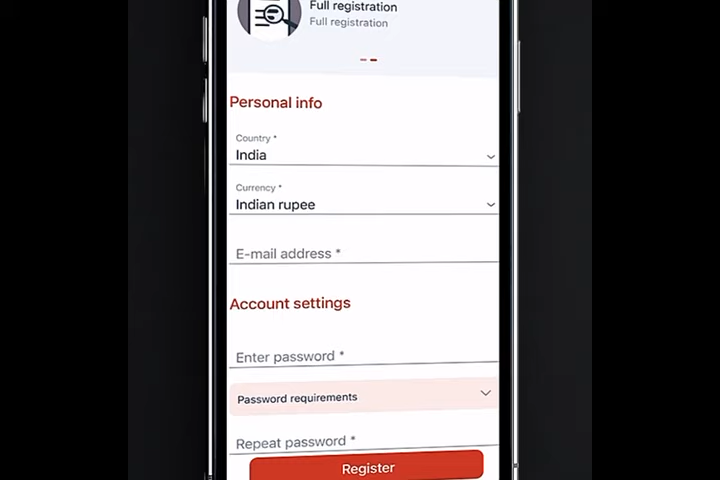 Full registration
Full registration
Personal info
Country *
India
Currency *
Indian rupee
E-mail address *
Account settings
Enter password *
Password requirements
Repeat password *
Register